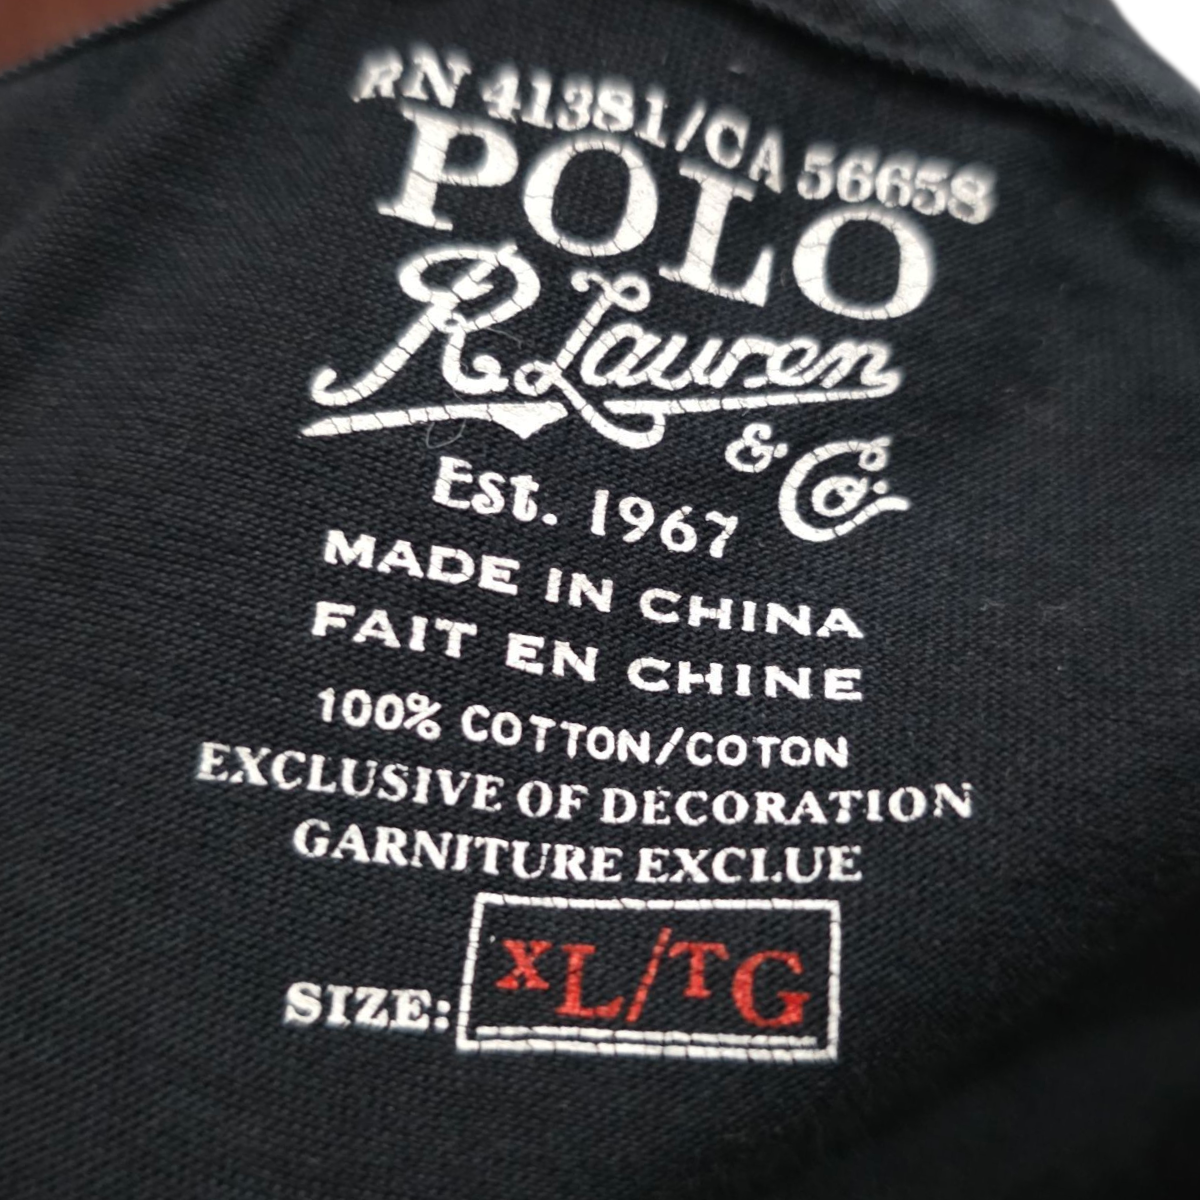 RN 41381/CA 56658
POLO
R Lauren
& Co.
Est. 1967
MADE IN CHINA
FAIT EN CHINE
100% COTTON/COTON
EXCLUSIVE OF DECORATION
GARNITURE EXCLUE
SIZE: XL/TG